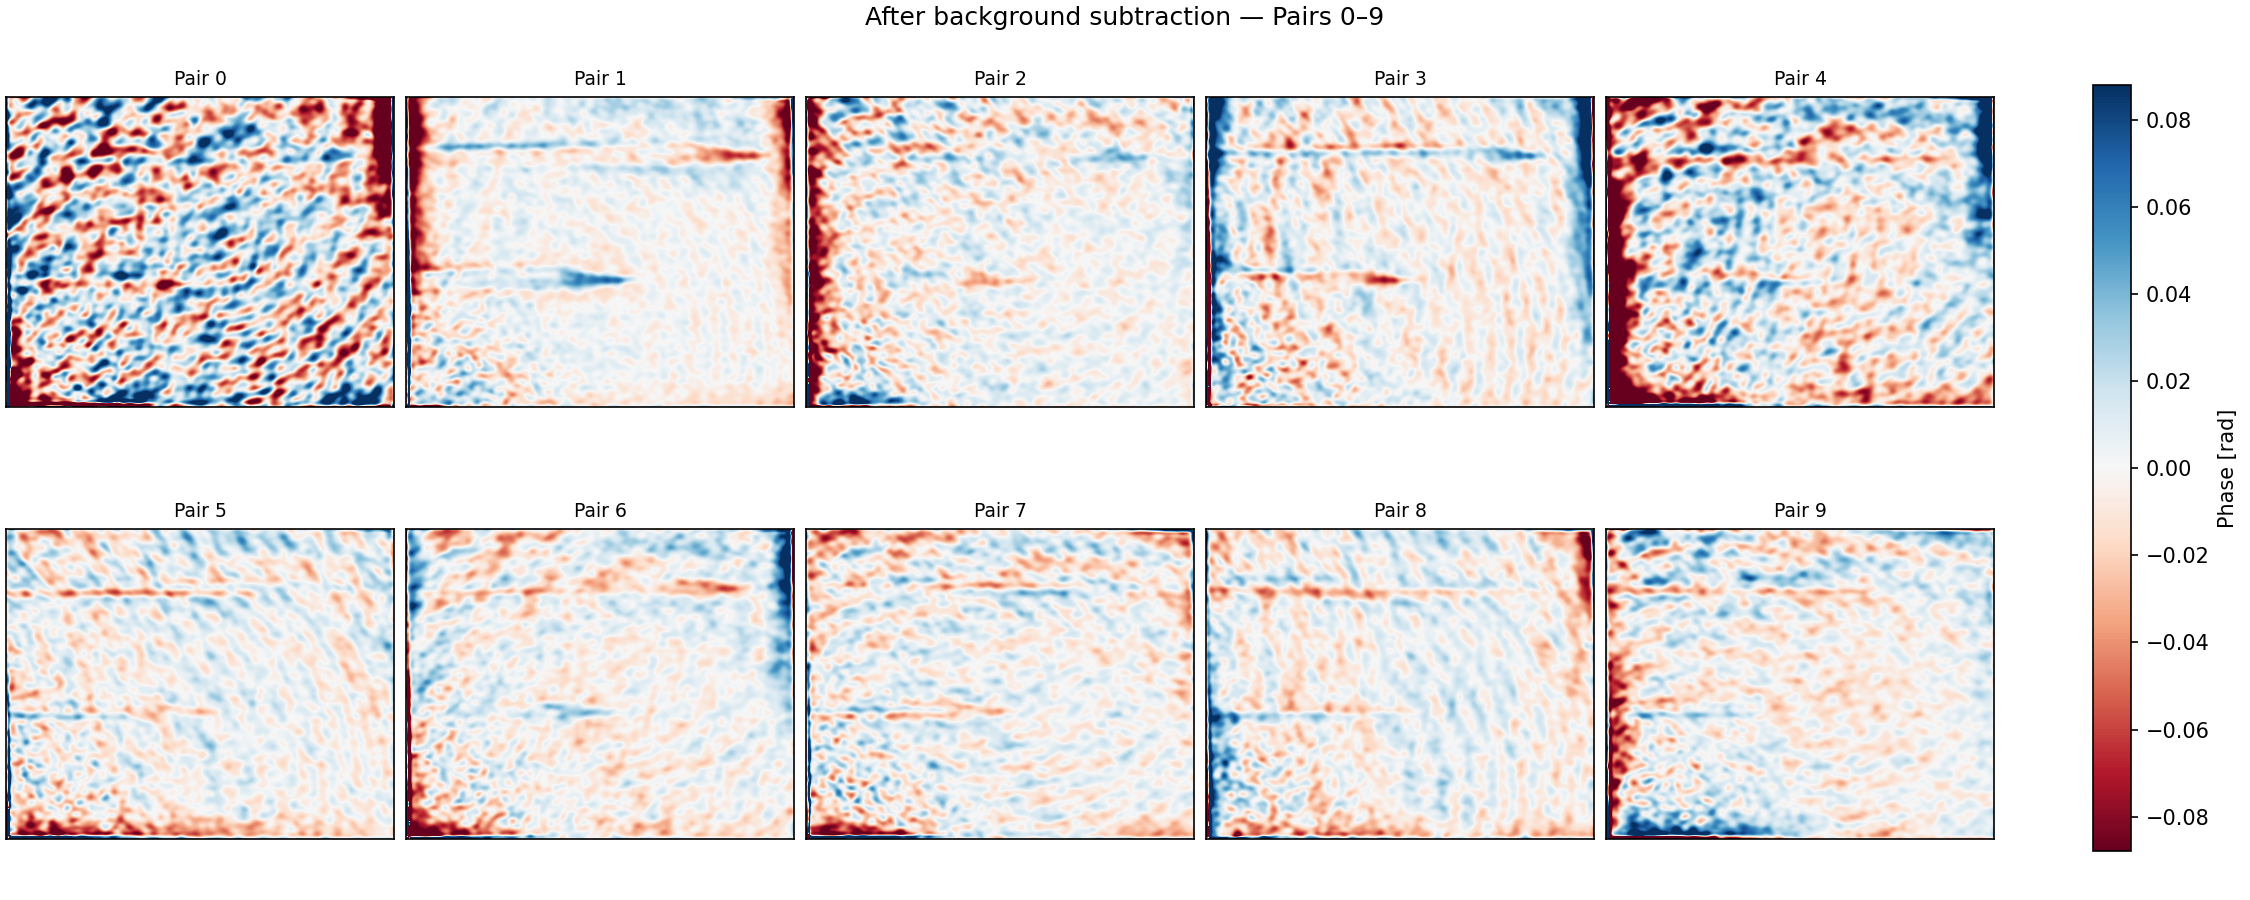 After background subtraction — Pairs 0–9
Pair 0
Pair 1
Pair 2
Pair 3
Pair 4
Pair 5
Pair 6
Pair 7
Pair 8
Pair 9
0.08
0.06
0.04
0.02
0.00
−0.02
−0.04
−0.06
−0.08
Phase [rad]